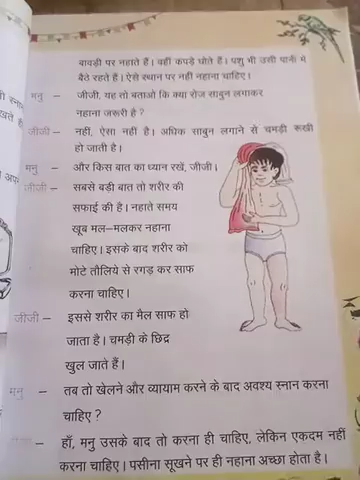 बावड़ी पर नहाते हैं। वहीं कपड़े धोते हैं। पशु भी उसी पानी में
बैठे रहते हैं। ऐसे स्थान पर नहीं नहाना चाहिए।
मनु – जीजी, यह तो बताओ कि क्या रोज साबुन लगाकर
नहाना जरूरी है ?
जीजी – नहीं, ऐसा नहीं है। अधिक साबुन लगाने से चमड़ी रूखी
हो जाती है।
मनु – और किस बात का ध्यान रखें, जीजी।
जीजी – सबसे बड़ी बात तो शरीर की
सफाई की है। नहाते समय
खूब मल–मलकर नहाना
चाहिए। इसके बाद शरीर को
मोटे तौलिये से रगड़ कर साफ
करना चाहिए।
जीजी – इससे शरीर का मैल साफ हो
जाता है। चमड़ी के छिद्र
खुल जाते हैं।
मनु – तब तो खेलने और व्यायाम करने के बाद अवश्य स्नान करना
चाहिए ?
– हाँ, मनु उसके बाद तो करना ही चाहिए, लेकिन एकदम नहीं
करना चाहिए। पसीना सूखने पर ही नहाना अच्छा होता है।